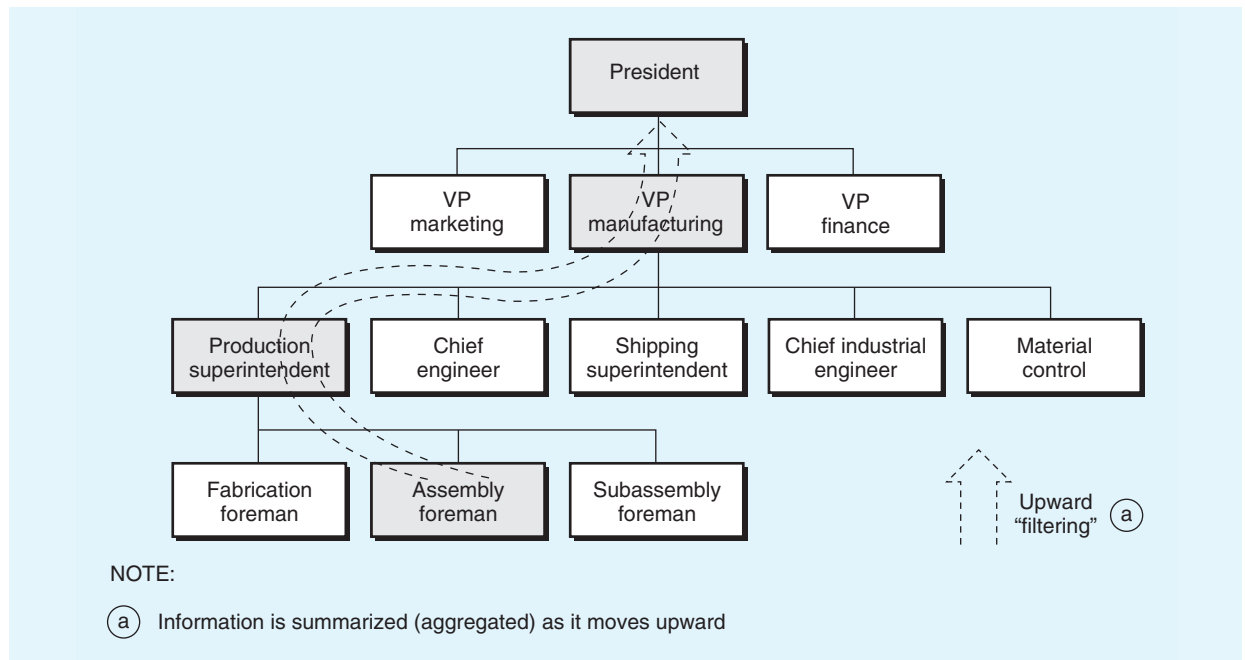 President
VP
marketing
VP
manufacturing
VP
finance
Production
superintendent
Chief
engineer
Shipping
superintendent
Chief industrial
engineer
Material
control
Fabrication
foreman
Assembly
foreman
Subassembly
foreman
Upward
“filtering”
a
NOTE:
a Information is summarized (aggregated) as it moves upward